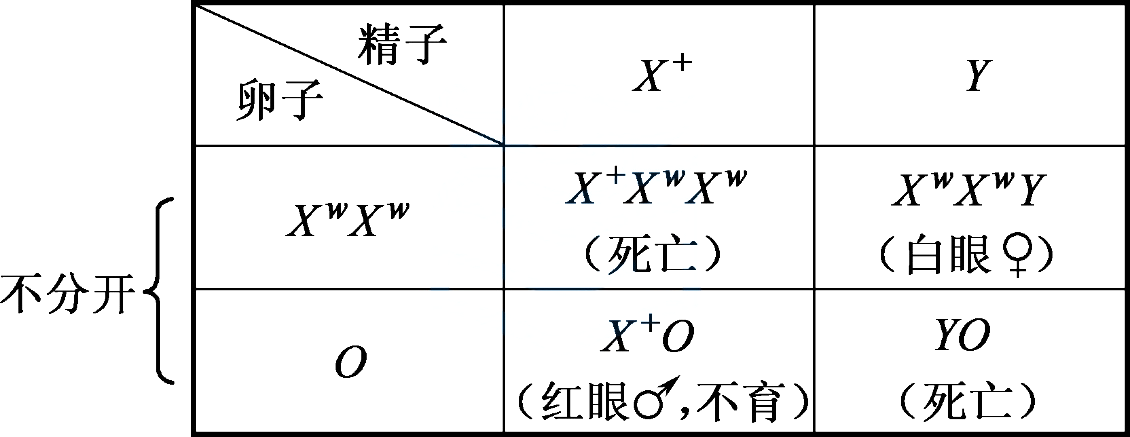 精子
卵子
X⁺
Y
不分开
XʷXʷ
X⁺XʷXʷ
(死亡)
XʷXʷY
(白眼♀)
O
X⁺O
(红眼♂,不育)
YO
(死亡)